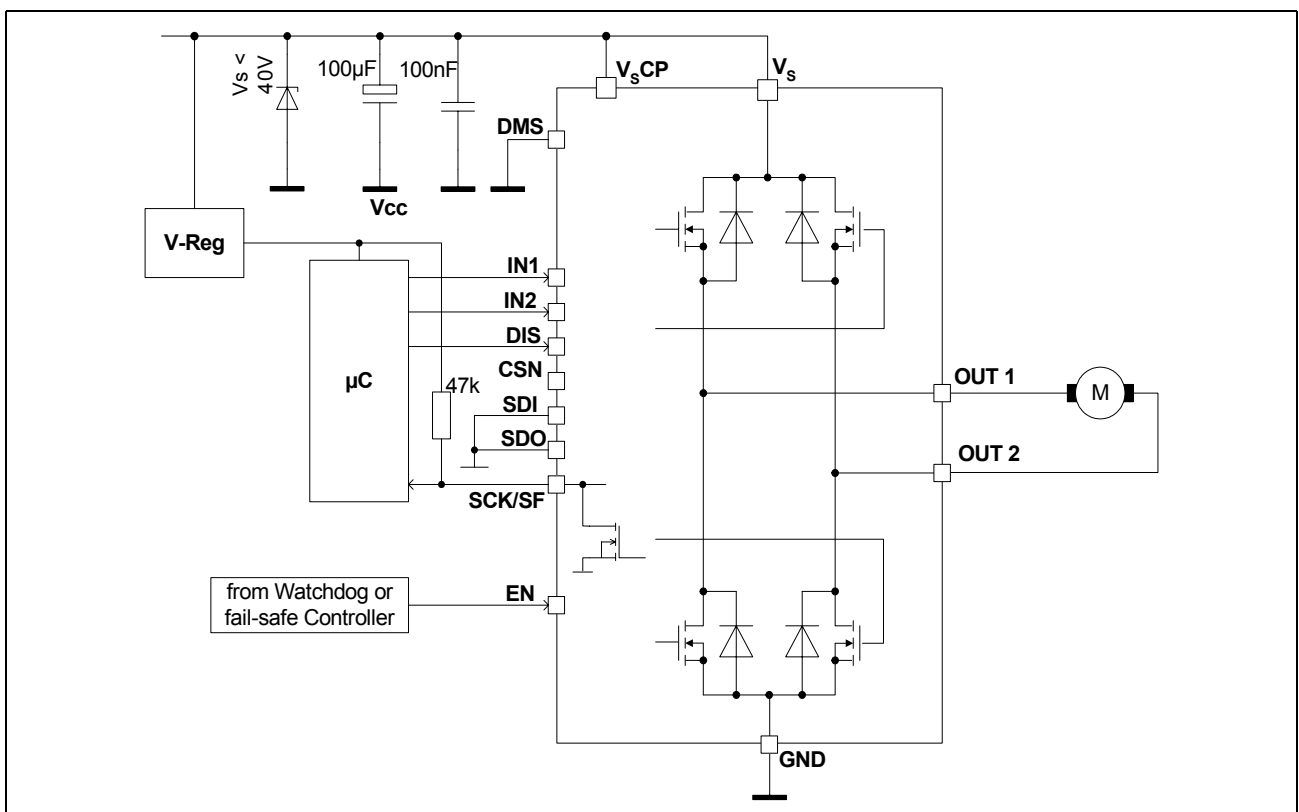 Vs <
40V
100µF
100nF
VSCP
VS
DMS
Vcc
V-Reg
IN1
IN2
DIS
CSN
µC
47k
SDI
SDO
SCK/SF
OUT 1
M
OUT 2
from Watchdog or
fail-safe Controller
EN
GND